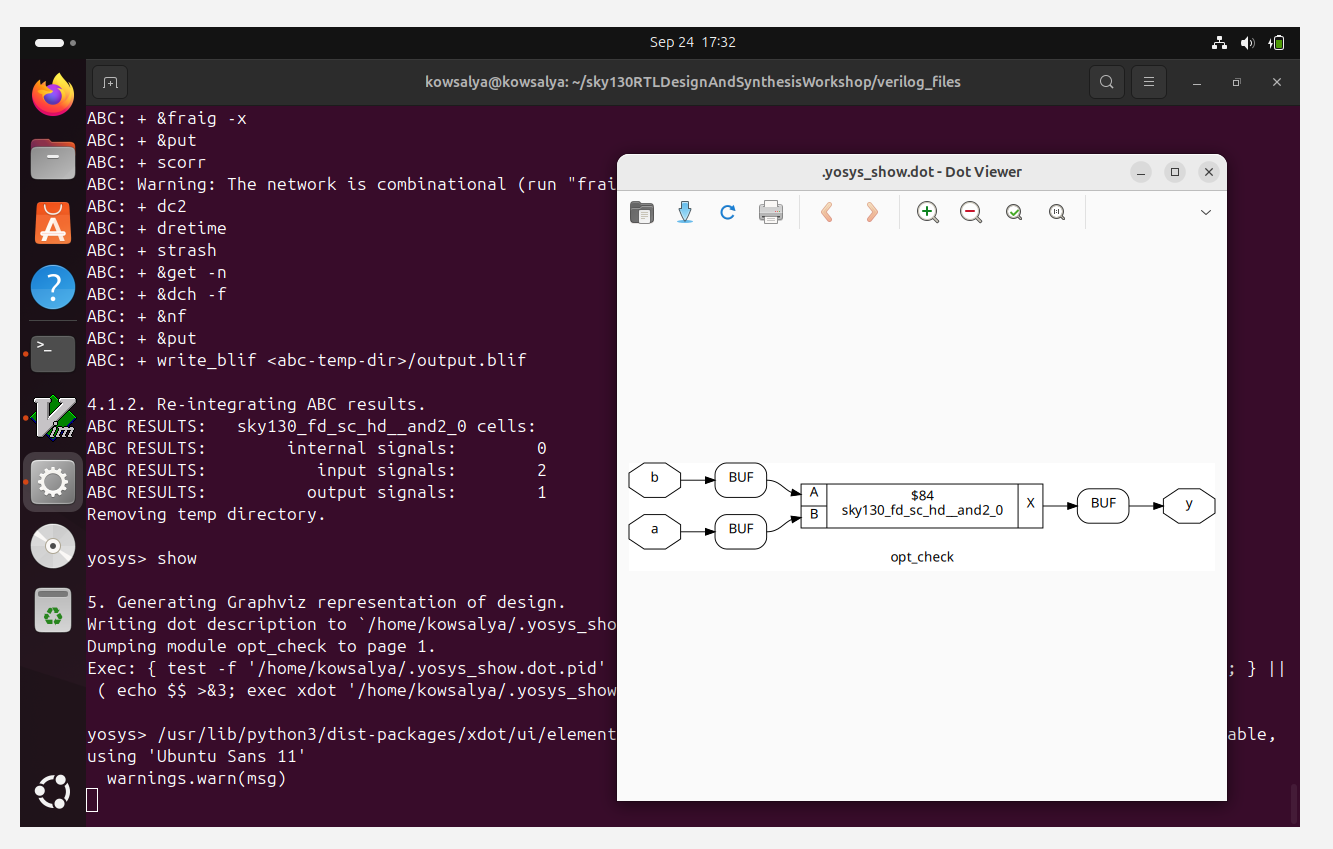 Sep 24 17:32
kowsalya@kowsalya: ~/sky130RTLDesignAndSynthesisWorkshop/verilog_files
ABC: + &fraig -x
ABC: + &put
ABC: + scorr
ABC: Warning: The network is combinational (run "frai
ABC: + dc2
ABC: + dretime
ABC: + strash
ABC: + &get -n
ABC: + &dch -f
ABC: + &nf
ABC: + &put
ABC: + write_blif <abc-temp-dir>/output.blif
4.1.2. Re-integrating ABC results.
ABC RESULTS:   sky130_fd_sc_hd__and2_0 cells:
ABC RESULTS:        internal signals:        0
ABC RESULTS:           input signals:        2
ABC RESULTS:          output signals:        1
Removing temp directory.
yosys> show
5. Generating Graphviz representation of design.
Writing dot description to `/home/kowsalya/.yosys_sho
Dumping module opt_check to page 1.
Exec: { test -f '/home/kowsalya/.yosys_show.dot.pid' ; } ||
( echo $$ >&3; exec xdot '/home/kowsalya/.yosys_show
yosys> /usr/lib/python3/dist-packages/xdot/ui/element able,
using 'Ubuntu Sans 11'
warnings.warn(msg)
.yosys_show.dot - Dot Viewer
b BUF
a BUF
A
B
$84
sky130_fd_sc_hd__and2_0
X
BUF
y
opt_check
>_
Vim